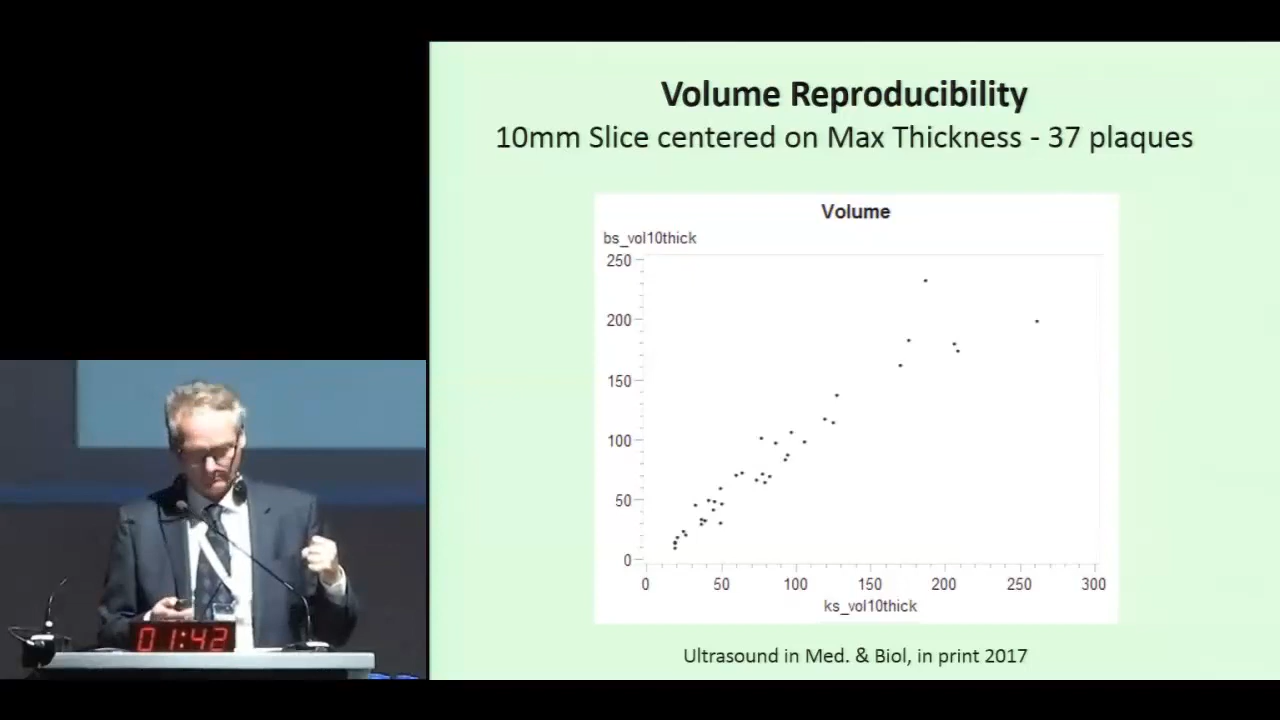 Volume Reproducibility
10mm Slice centered on Max Thickness - 37 plaques
Volume
bs_vol10thick
250
200
150
100
50
0
0 50 100 150 200 250 300
ks_vol10thick
Ultrasound in Med. & Biol, in print 2017
01:42